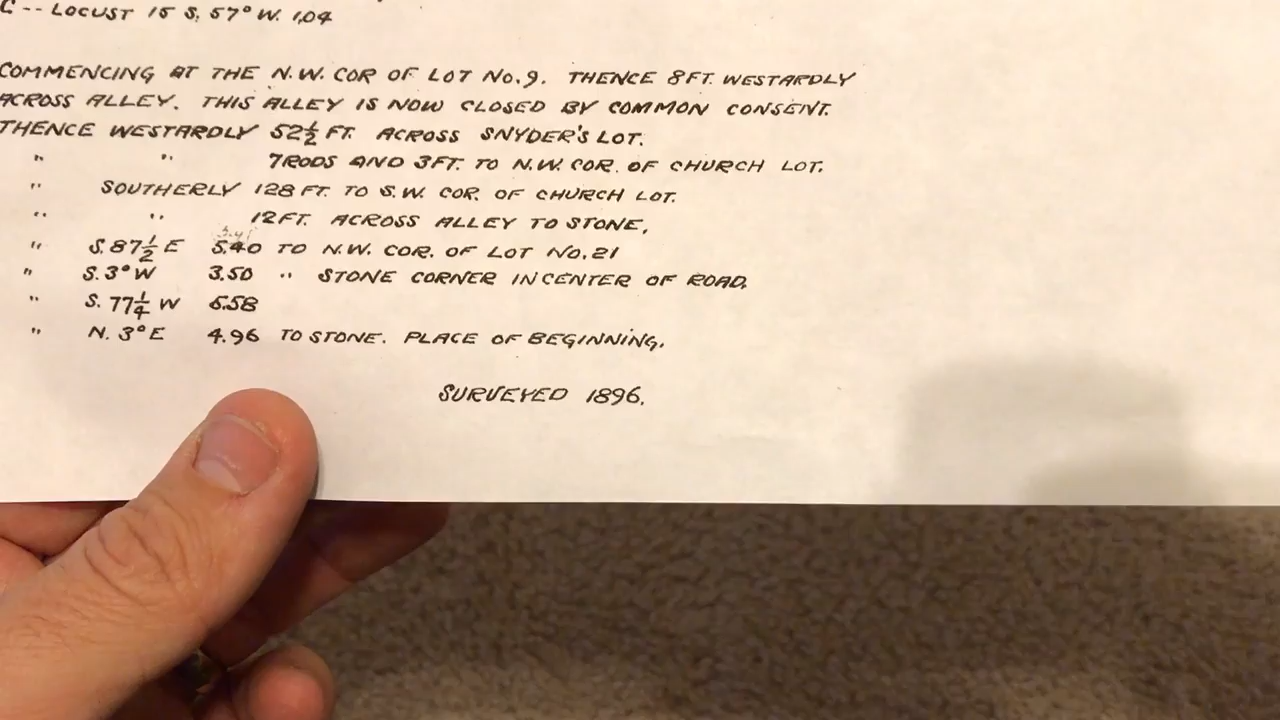 C -- LOCUST 15 S. 57° W. 1.04
COMMENCING AT THE N.W. COR OF LOT No. 9. THENCE 8 FT. WESTARDLY
ACROSS ALLEY. THIS ALLEY IS NOW CLOSED BY COMMON CONSENT.
THENCE WESTARDLY 52½ FT. ACROSS SNYDER'S LOT.
" " 7 RODS AND 3 FT. TO N.W. COR. OF CHURCH LOT.
" SOUTHERLY 128 FT. TO S.W. COR. OF CHURCH LOT.
" " 12 FT. ACROSS ALLEY TO STONE,
" S. 87½ E 5.40 TO N.W. COR. OF LOT No. 21
" S. 3° W 3.50 " STONE CORNER IN CENTER OF ROAD.
" S. 77¼ W 5.58
" N. 3° E 4.96 TO STONE. PLACE OF BEGINNING.
SURVEYED 1896.